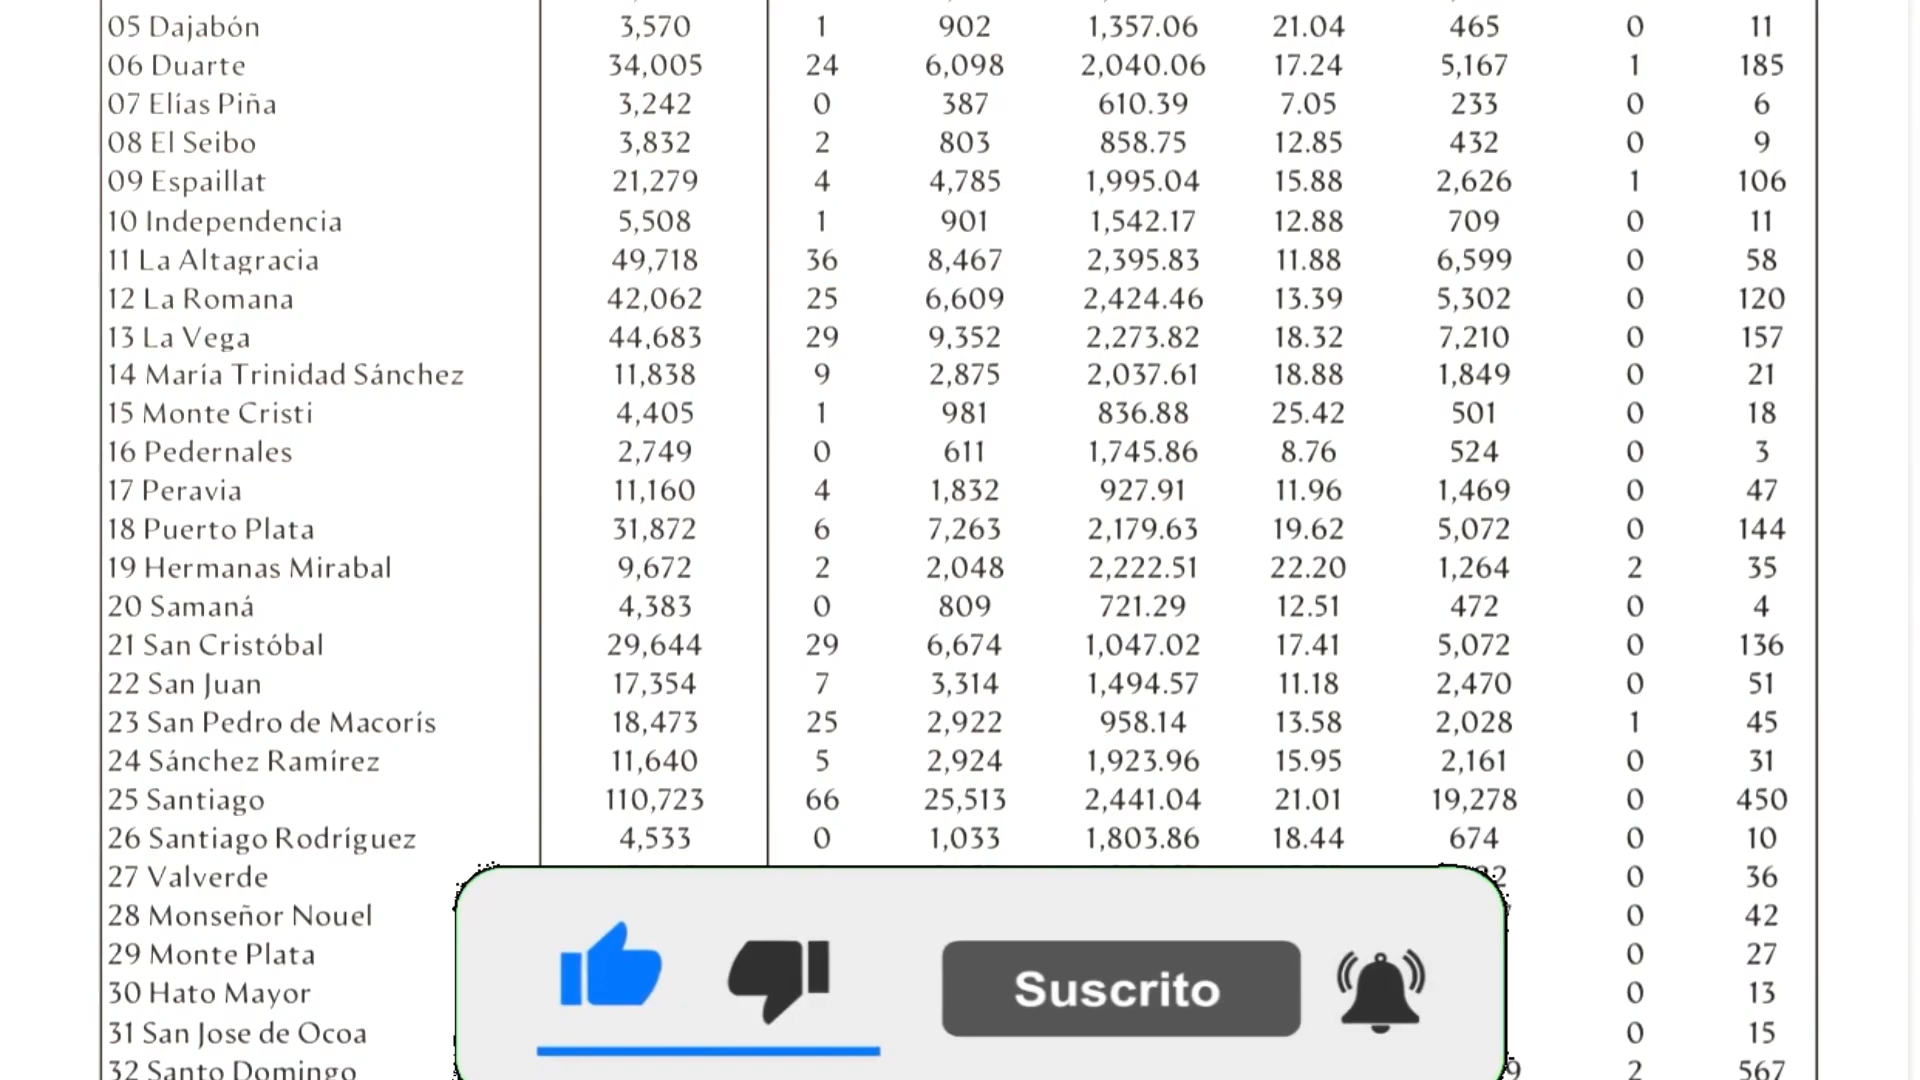 05 Dajabón 3,570 1 902 1,357.06 21.04 465 0 11
06 Duarte 34,005 24 6,098 2,040.06 17.24 5,167 1 185
07 Elías Piña 3,242 0 387 610.39 7.05 233 0 6
08 El Seibo 3,832 2 803 858.75 12.85 432 0 9
09 Espaillat 21,279 4 4,785 1,995.04 15.88 2,626 1 106
10 Independencia 5,508 1 901 1,542.17 12.88 709 0 11
11 La Altagracia 49,718 36 8,467 2,395.83 11.88 6,599 0 58
12 La Romana 42,062 25 6,609 2,424.46 13.39 5,302 0 120
13 La Vega 44,683 29 9,352 2,273.82 18.32 7,210 0 157
14 María Trinidad Sánchez 11,838 9 2,875 2,037.61 18.88 1,849 0 21
15 Monte Cristi 4,405 1 981 836.88 25.42 501 0 18
16 Pedernales 2,749 0 611 1,745.86 8.76 524 0 3
17 Peravia 11,160 4 1,832 927.91 11.96 1,469 0 47
18 Puerto Plata 31,872 6 7,263 2,179.63 19.62 5,072 0 144
19 Hermanas Mirabal 9,672 2 2,048 2,222.51 22.20 1,264 2 35
20 Samaná 4,383 0 809 721.29 12.51 472 0 4
21 San Cristóbal 29,644 29 6,674 1,047.02 17.41 5,072 0 136
22 San Juan 17,354 7 3,314 1,494.57 11.18 2,470 0 51
23 San Pedro de Macorís 18,473 25 2,922 958.14 13.58 2,028 1 45
24 Sánchez Ramírez 11,640 5 2,924 1,923.96 15.95 2,161 0 31
25 Santiago 110,723 66 25,513 2,441.04 21.01 19,278 0 450
26 Santiago Rodríguez 4,533 0 1,033 1,803.86 18.44 674 0 10
27 Valverde 0 36
28 Monseñor Nouel 0 42
29 Monte Plata 0 27
30 Hato Mayor 0 13
31 San Jose de Ocoa 0 15
32 Santo Domingo 2 567
Suscrito